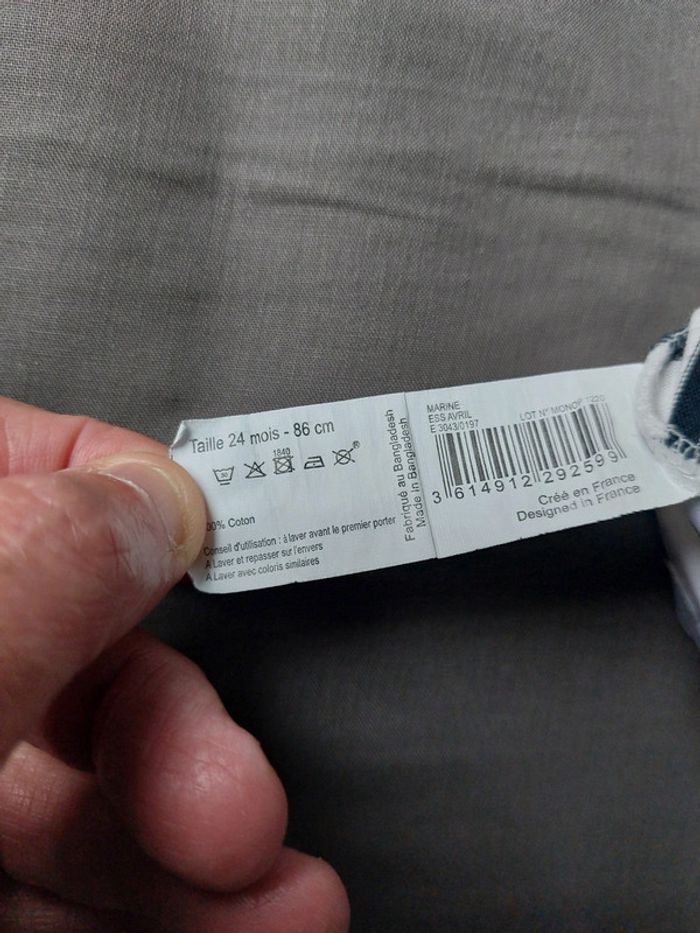 Taille 24 mois - 86 cm
1840
100% Coton
Conseil d'utilisation : à laver avant le premier porter
A Laver et repasser sur l'envers
A Laver avec coloris similaires
Fabriqué au Bangladesh
Made in Bangladesh
MARINE
ESS AVRIL
E 3043/0197
LOT N° MONOP 1220
3 614912 292599
Créé en France
Designed in France